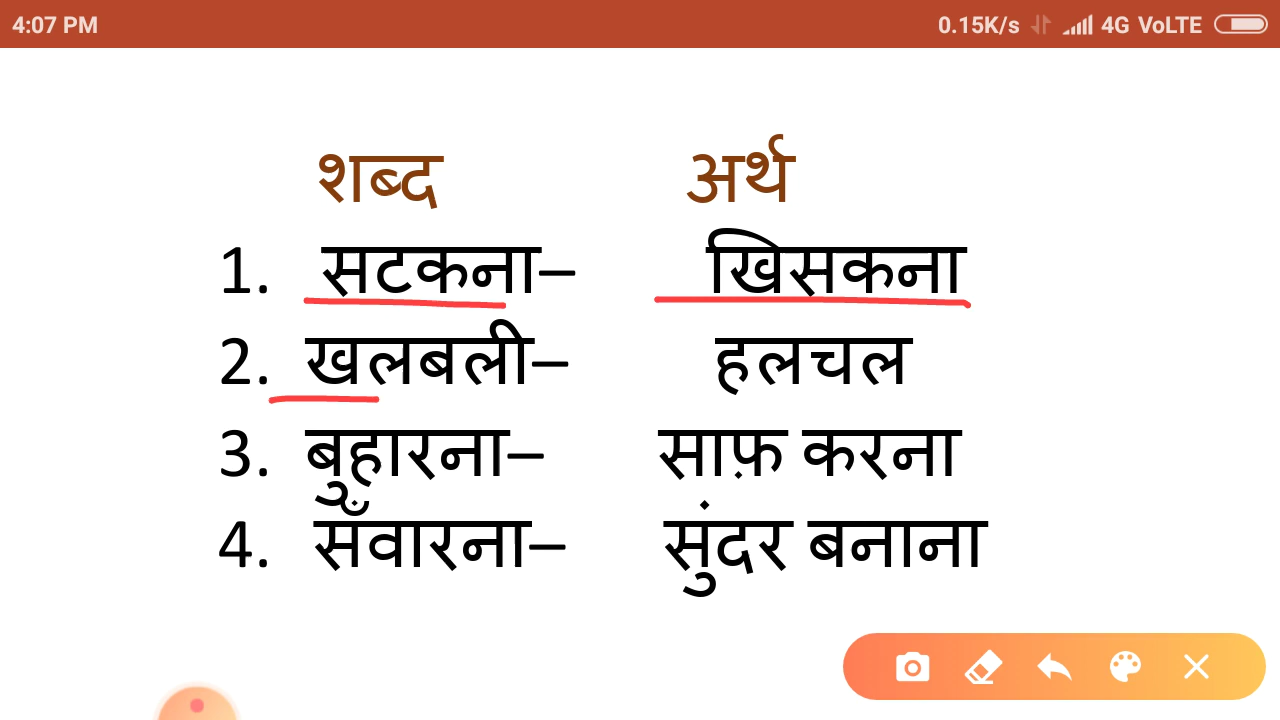 4:07 PM 0.15K/s 4G VoLTE
शब्द अर्थ
1. सटकना– खिसकना
2. खलबली– हलचल
3. बुहारना– साफ़ करना
4. सँवारना– सुंदर बनाना